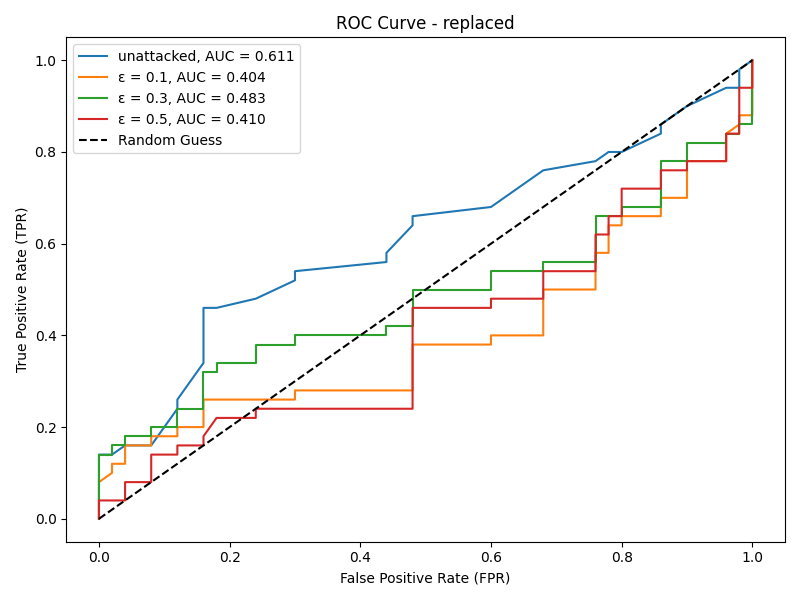 ROC Curve - replaced
unattacked, AUC = 0.611
ε = 0.1, AUC = 0.404
ε = 0.3, AUC = 0.483
ε = 0.5, AUC = 0.410
Random Guess
True Positive Rate (TPR)
1.0
0.8
0.6
0.4
0.2
0.0
0.0 0.2 0.4 0.6 0.8 1.0
False Positive Rate (FPR)